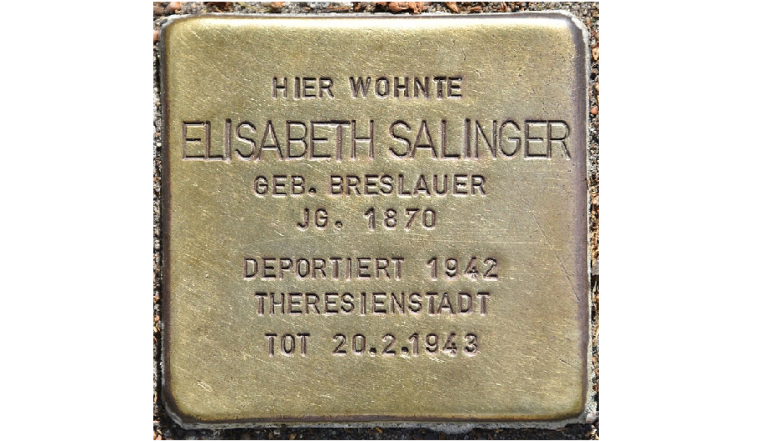 HIER WOHNTE
ELISABETH SALINGER
GEB. BRESLAUER
JG. 1870
DEPORTIERT 1942
THERESIENSTADT
TOT 20.2.1943